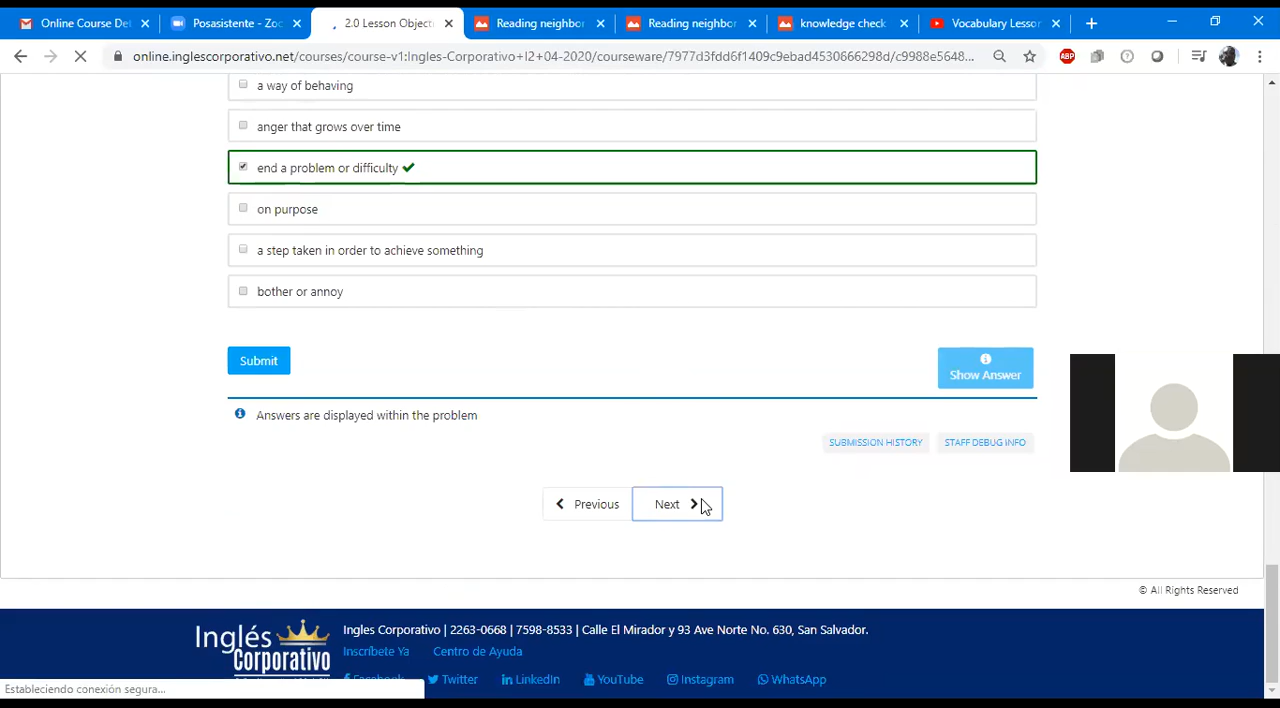 Online Course Det
Posasistente - Zoc
2.0 Lesson Objecti
Reading neighbor
Reading neighbor
knowledge check
Vocabulary Lesson
online.inglescorporativo.net/courses/course-v1:Ingles-Corporativo+I2+04-2020/courseware/7977d3fdd6f1409c9ebad4530666298d/c9988e5648...
ABP
a way of behaving
anger that grows over time
end a problem or difficulty
on purpose
a step taken in order to achieve something
bother or annoy
Submit
Show Answer
Answers are displayed within the problem
SUBMISSION HISTORY
STAFF DEBUG INFO
Previous
Next
© All Rights Reserved
Inglés
Corporativo
Ingles Corporativo | 2263-0668 | 7598-8533 | Calle El Mirador y 93 Ave Norte No. 630, San Salvador.
Inscríbete Ya
Centro de Ayuda
Facebook
Twitter
LinkedIn
YouTube
Instagram
WhatsApp
Estableciendo conexión segura...